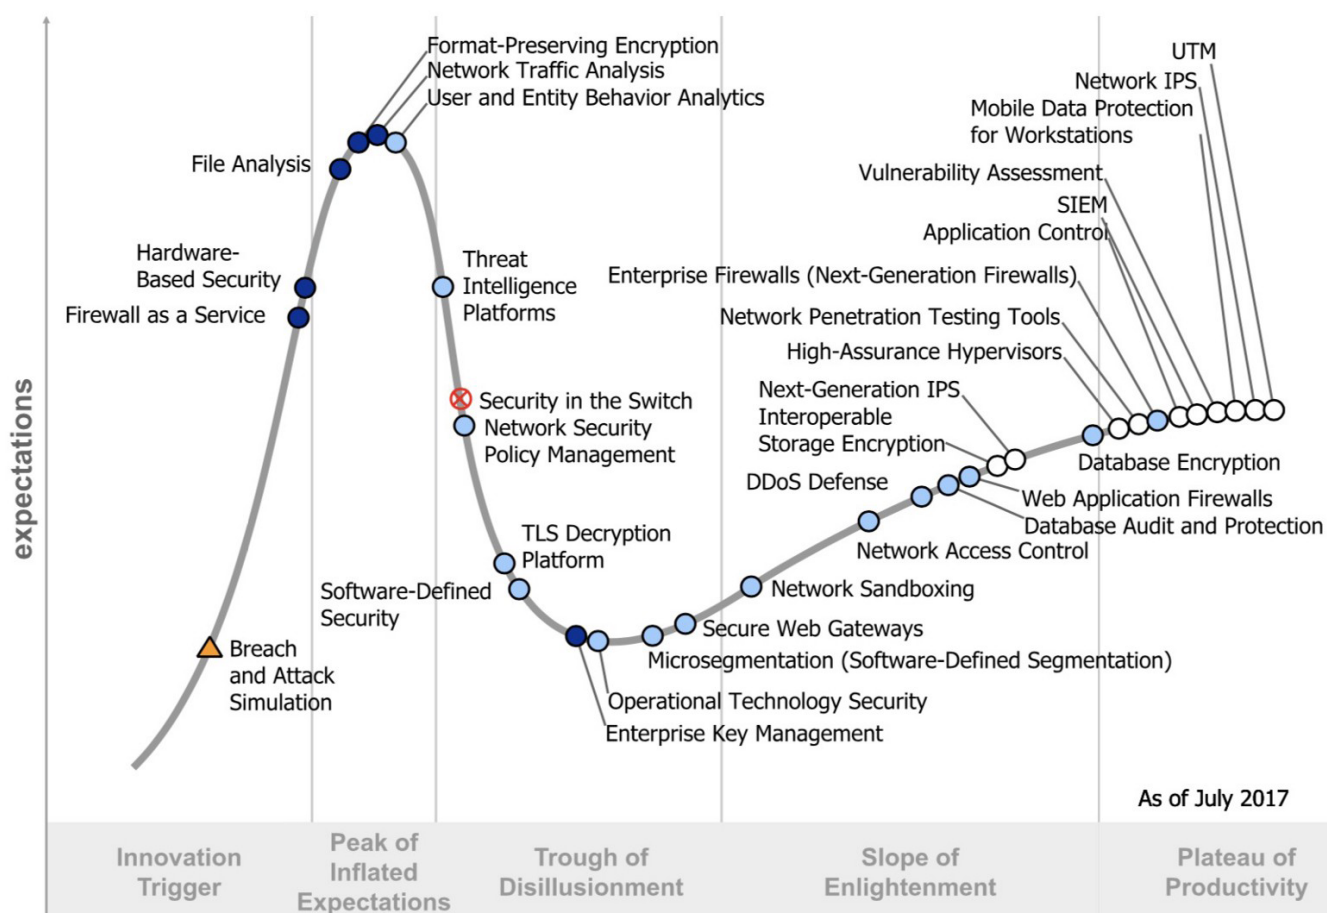 Format-Preserving Encryption
Network Traffic Analysis
User and Entity Behavior Analytics
File Analysis
Hardware-
Based Security
Firewall as a Service
Threat
Intelligence
Platforms
Security in the Switch
Network Security
Policy Management
TLS Decryption
Platform
Software-Defined
Security
Breach
and Attack
Simulation
Secure Web Gateways
Microsegmentation (Software-Defined Segmentation)
Operational Technology Security
Enterprise Key Management
Network Sandboxing
Network Access Control
DDoS Defense
Database Audit and Protection
Web Application Firewalls
Interoperable
Storage Encryption
Next-Generation IPS
Database Encryption
High-Assurance Hypervisors
Network Penetration Testing Tools
Enterprise Firewalls (Next-Generation Firewalls)
Application Control
SIEM
Vulnerability Assessment
Mobile Data Protection
for Workstations
Network IPS
UTM
expectations
As of July 2017
Innovation
Trigger
Peak of
Inflated
Expectations
Trough of
Disillusionment
Slope of
Enlightenment
Plateau of
Productivity